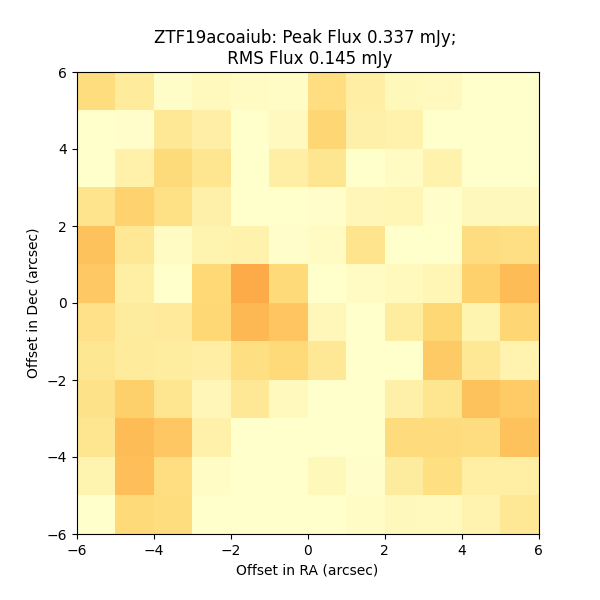 ZTF19acoaiub: Peak Flux 0.337 mJy;
RMS Flux 0.145 mJy
6
4
2
0
−2
−4
−6
Offset in Dec (arcsec)
−6 −4 −2 0 2 4 6
Offset in RA (arcsec)